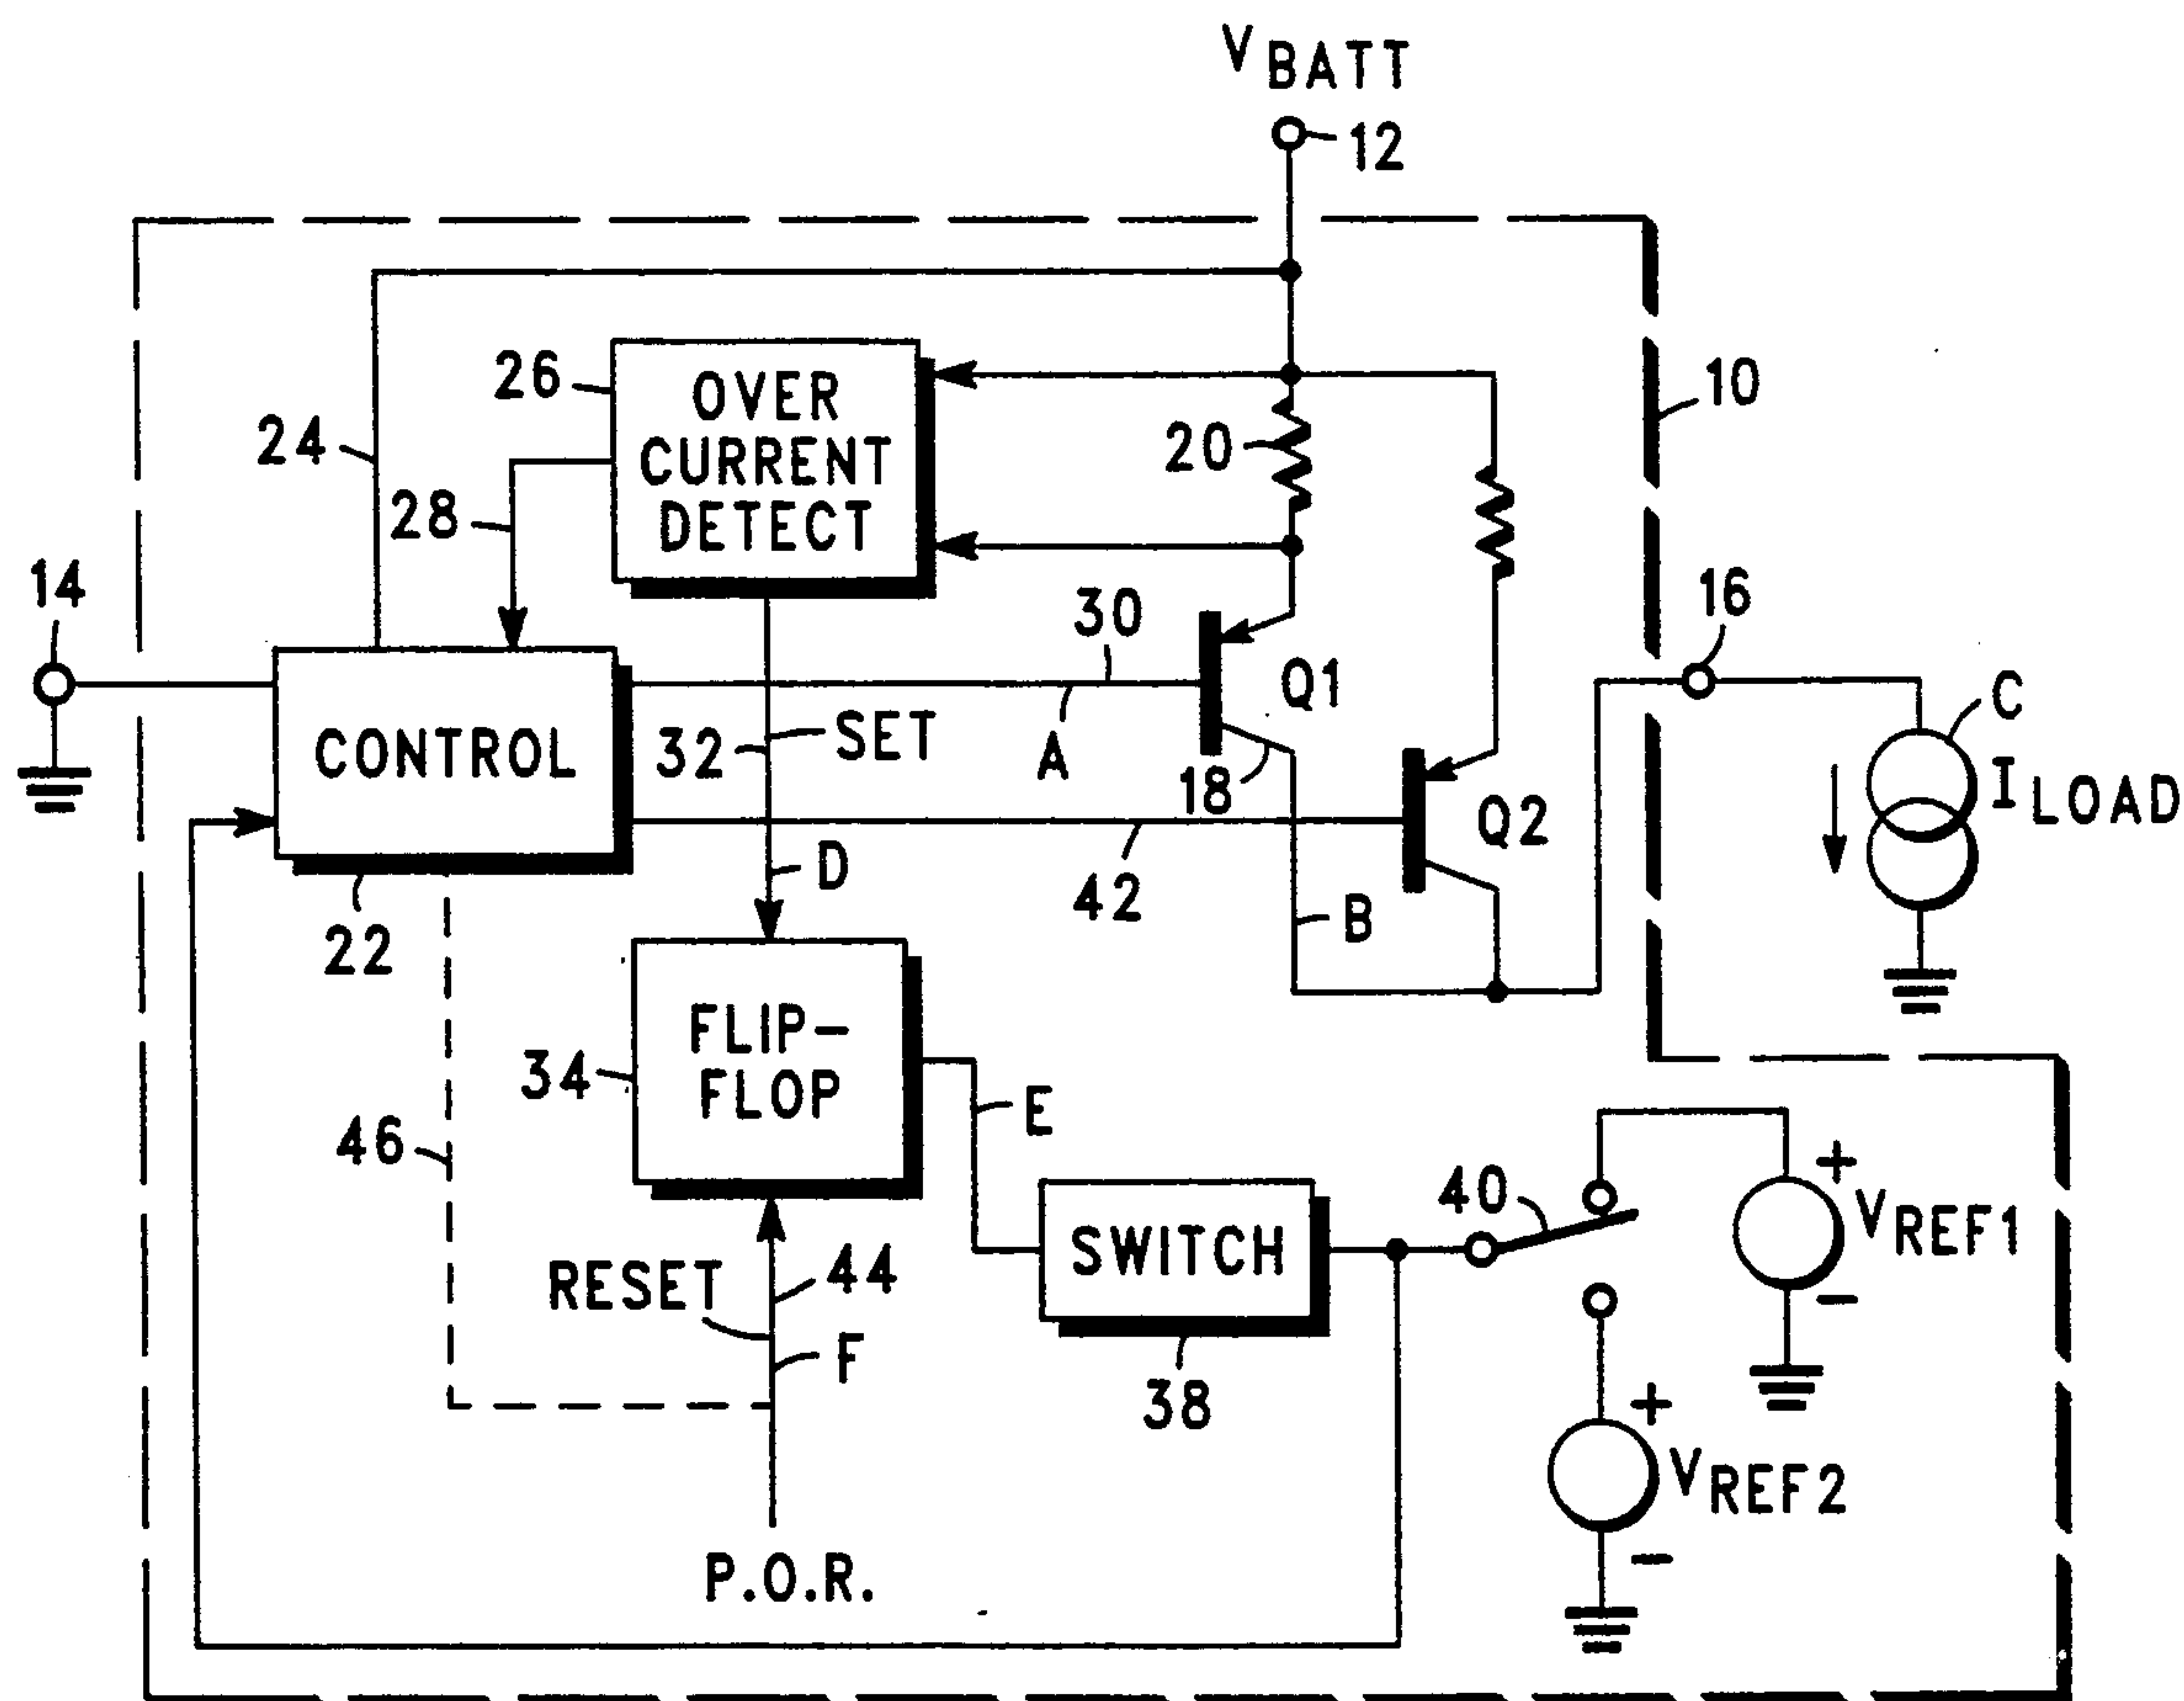 VBATT
12
10
26
OVER
CURRENT
DETECT
20
24
28
14
30
16
C
CONTROL
32
SET
A
18
Q1
Q2
ILOAD
D
22
42
B
34
FLIP-
FLOP
E
46
40
+
VREF1
-
SWITCH
RESET
44
F
38
+
VREF2
-
P.O.R.